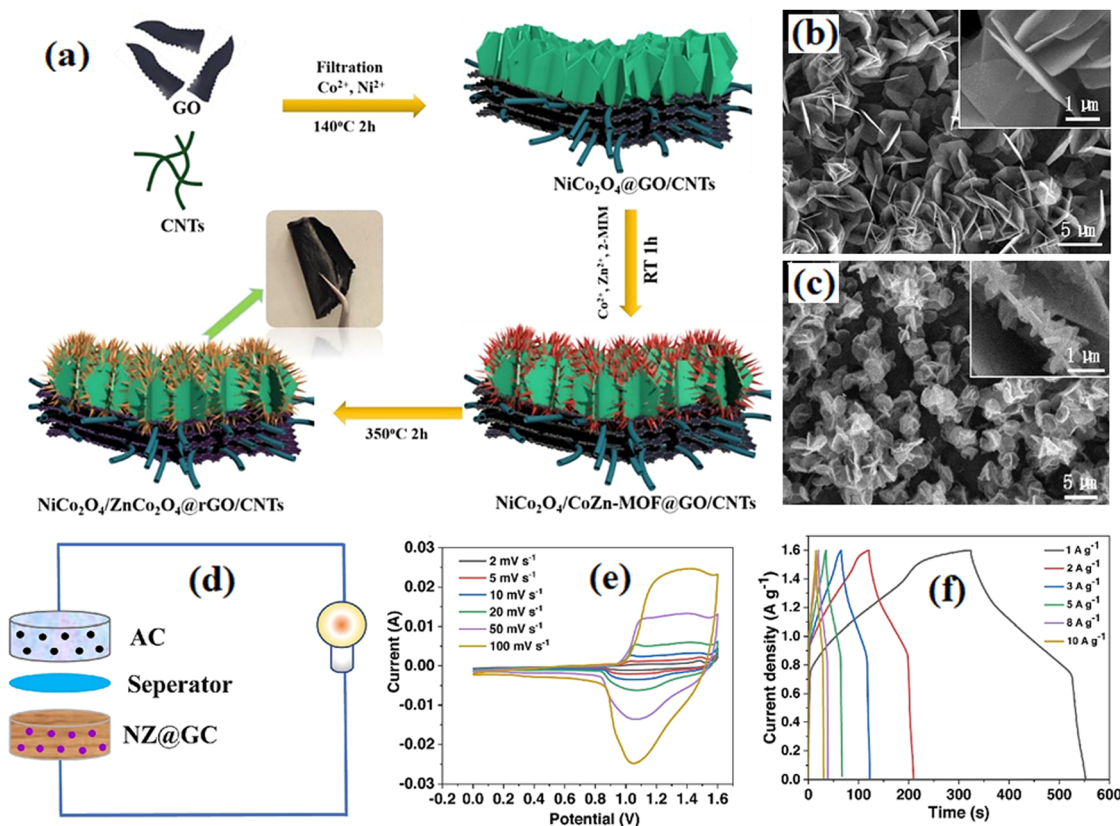 (a)
GO
CNTs
Filtration
Co²⁺, Ni²⁺
140°C 2h
NiCo₂O₄@GO/CNTs
Co²⁺, Zn²⁺, 2-MIM
RT 1h
NiCo₂O₄/CoZn-MOF@GO/CNTs
350°C 2h
NiCo₂O₄/ZnCo₂O₄@rGO/CNTs
(b)
1 μm
5 μm
(c)
1 μm
5 μm
(d)
AC
Seperator
NZ@GC
(e)
2 mV s⁻¹
5 mV s⁻¹
10 mV s⁻¹
20 mV s⁻¹
50 mV s⁻¹
100 mV s⁻¹
Current (A)
0.03
0.02
0.01
0.00
-0.01
-0.02
-0.03
-0.2 0.0 0.2 0.4 0.6 0.8 1.0 1.2 1.4 1.6
Potential (V)
(f)
1 A g⁻¹
2 A g⁻¹
3 A g⁻¹
5 A g⁻¹
8 A g⁻¹
10 A g⁻¹
Current density (A g⁻¹)
1.6
1.4
1.2
1.0
0.8
0.6
0.4
0.2
0.0
0 100 200 300 400 500 600
Time (s)